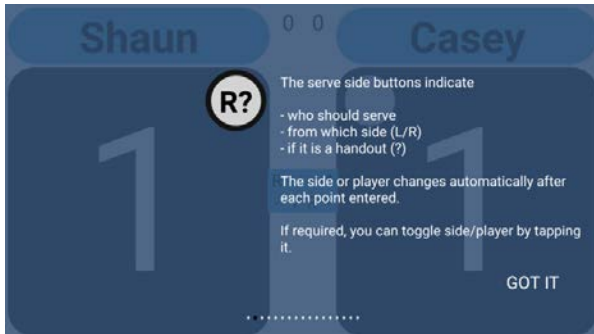 Shaun
0 0
Casey
R?
1
1
The serve side buttons indicate
- who should serve
- from which side (L/R)
- if it is a handout (?)
The side or player changes automatically after
each point entered.
If required, you can toggle side/player by tapping
it.
GOT IT